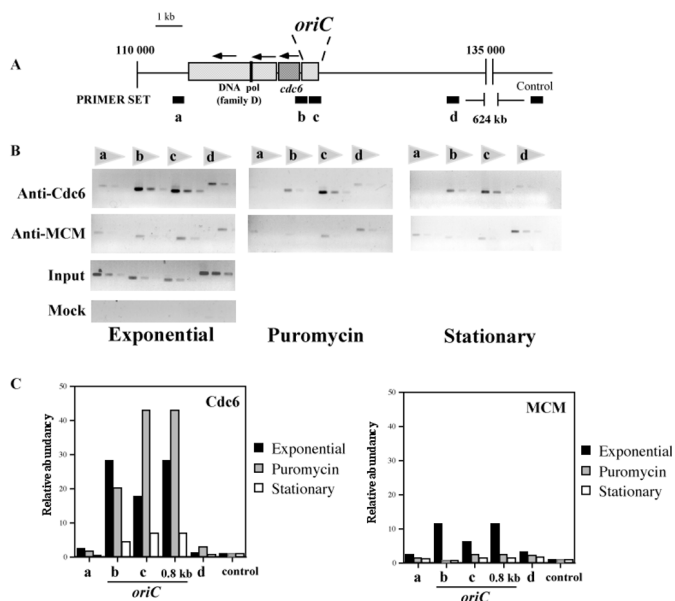 1 kb
oriC
110 000
135 000
A
DNA pol
(family D)
cdc6
Control
PRIMER SET
a
b
c
d
624 kb
B
a b c d
a b c d
a b c d
Anti-Cdc6
Anti-MCM
Input
Mock
Exponential
Puromycin
Stationary
C
Relative abundancy
50
40
30
20
10
0
Cdc6
Exponential
Puromycin
Stationary
a b c 0.8 kb d control
oriC
Relative abundancy
50
40
30
20
10
0
MCM
Exponential
Puromycin
Stationary
a b c 0.8 kb d control
oriC